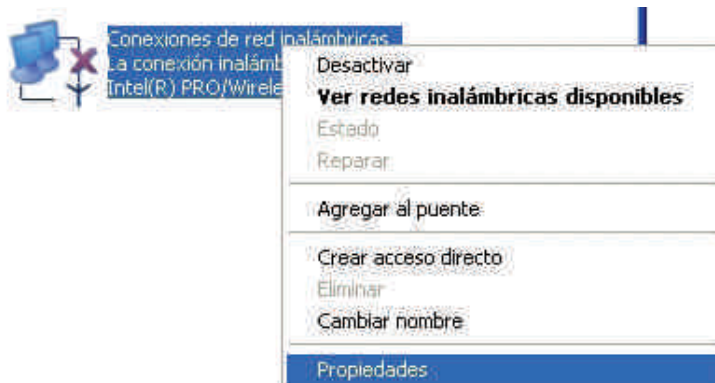 Conexiones de red inalámbricas
La conexión inalámb
Intel(R) PRO/Wirele
Desactivar
Ver redes inalámbricas disponibles
Estado
Reparar
Agregar al puente
Crear acceso directo
Eliminar
Cambiar nombre
Propiedades